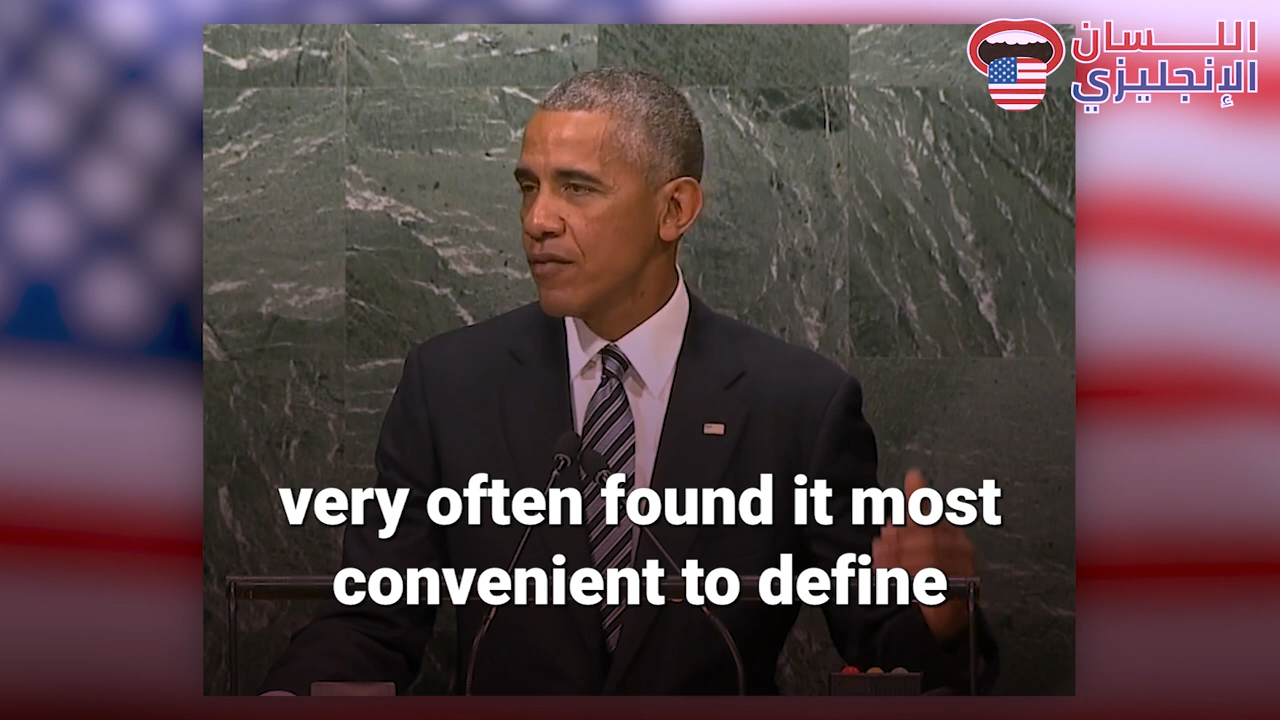 اللسان
الإنجليزي
very often found it most
convenient to define